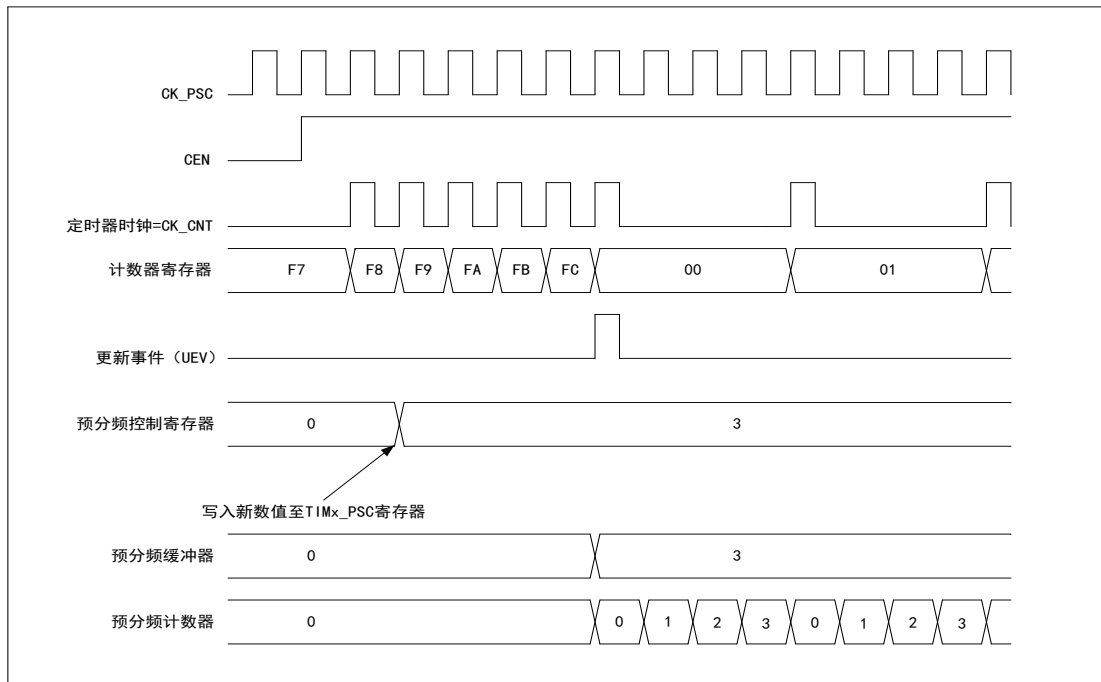 CK_PSC
CEN
定时器时钟=CK_CNT
计数器寄存器 F7 F8 F9 FA FB FC 00 01
更新事件（UEV）
预分频控制寄存器 0 3
写入新数值至TIMx_PSC寄存器
预分频缓冲器 0 3
预分频计数器 0 0 1 2 3 0 1 2 3